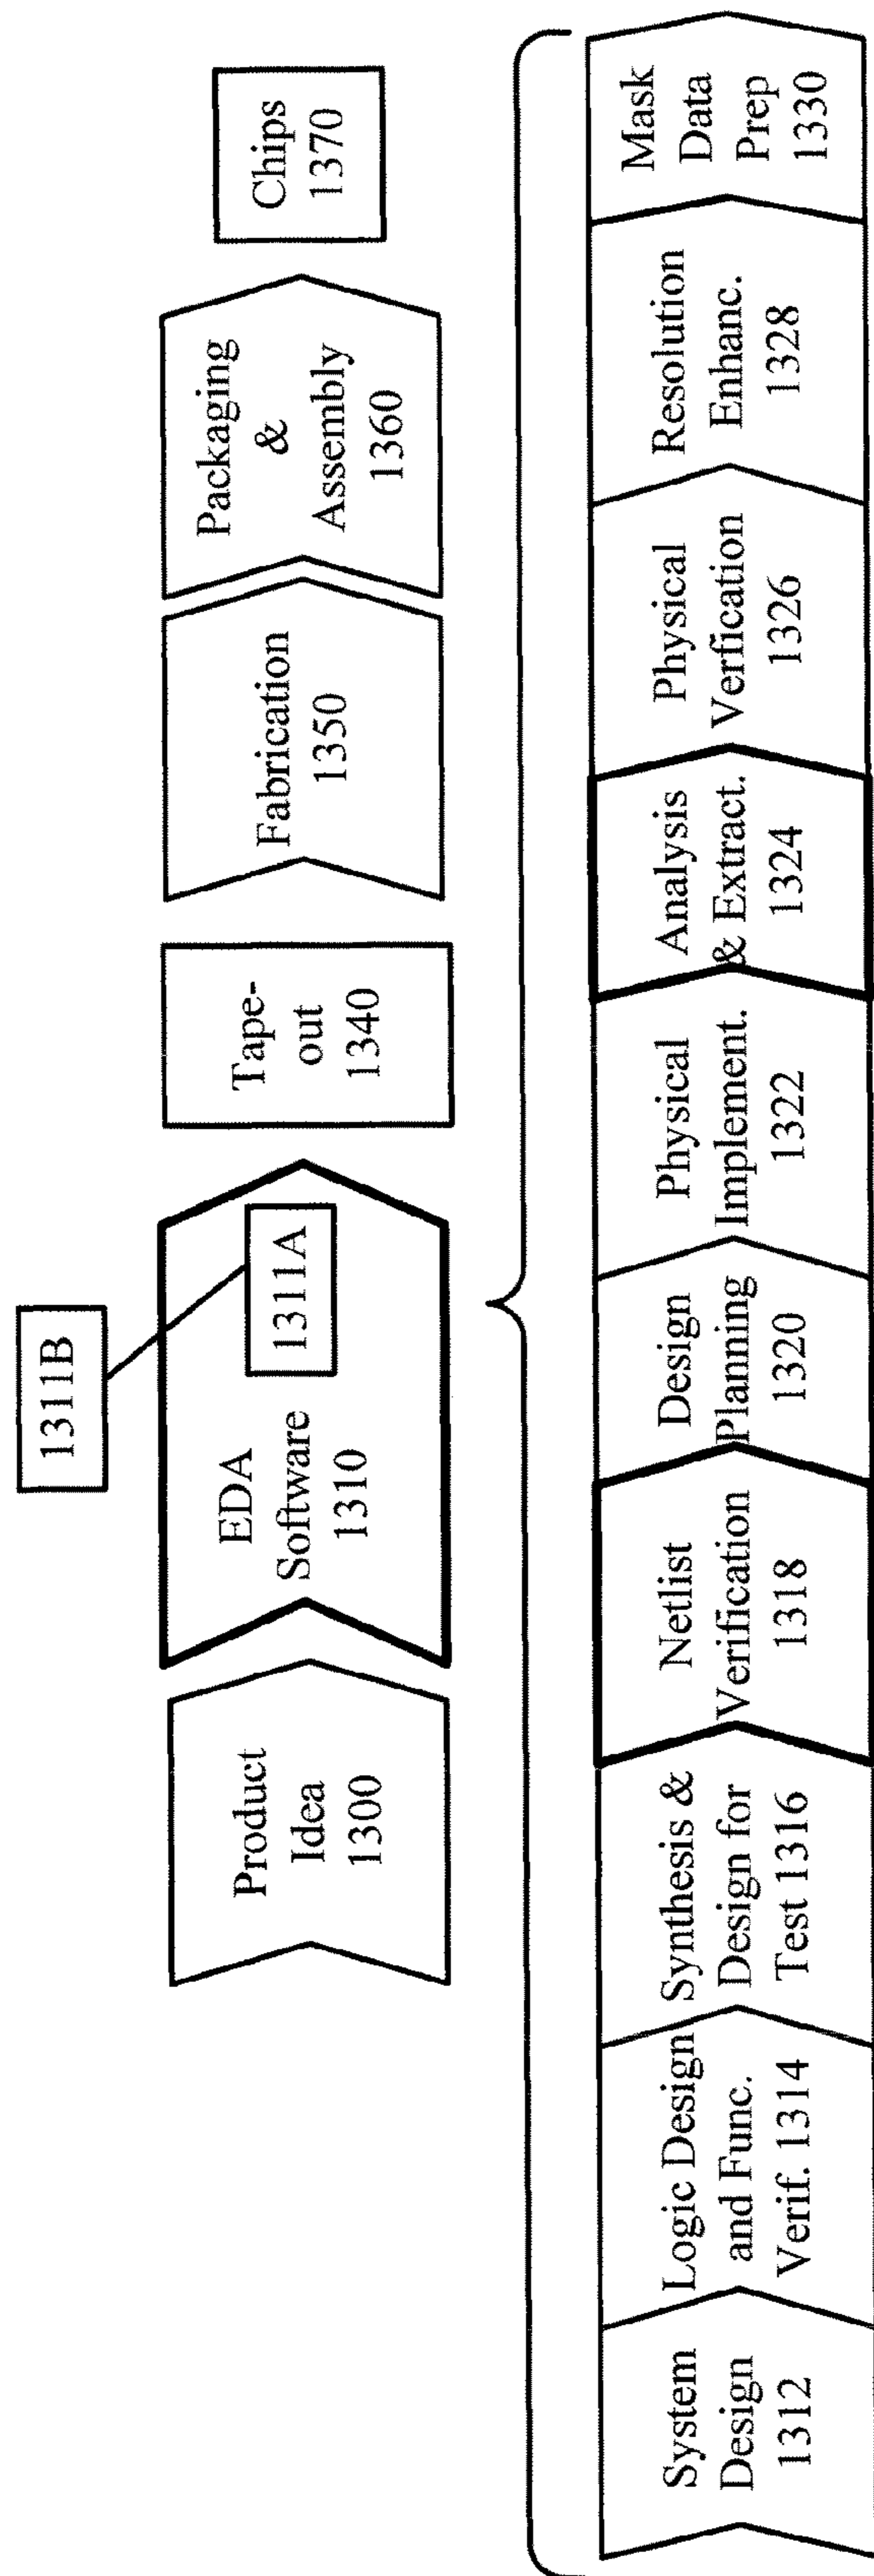 1311B
Product
Idea
1300
EDA
Software
1310
1311A
Tape-
out
1340
Fabrication
1350
Packaging
&
Assembly
1360
Chips
1370
System
Design
1312
Logic Design
and Func.
Verif. 1314
Synthesis &
Design for
Test 1316
Netlist
Verification
1318
Design
Planning
1320
Physical
Implement.
1322
Analysis
& Extract.
1324
Physical
Verfication
1326
Resolution
Enhanc.
1328
Mask
Data
Prep
1330